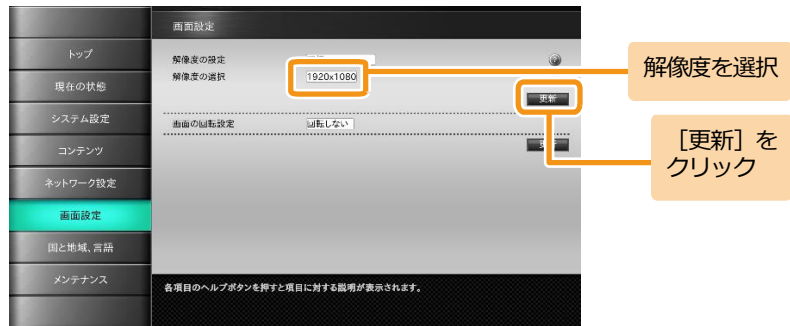 画面設定
トップ
現在の状態
システム設定
コンテンツ
ネットワーク設定
画面設定
国と地域、言語
メンテナンス
解像度の設定
解像度の選択
1920x1080
更新
画面の回転設定
回転しない
各項目のヘルプボタンを押すと項目に対する説明が表示されます。
解像度を選択
［更新］を
クリック